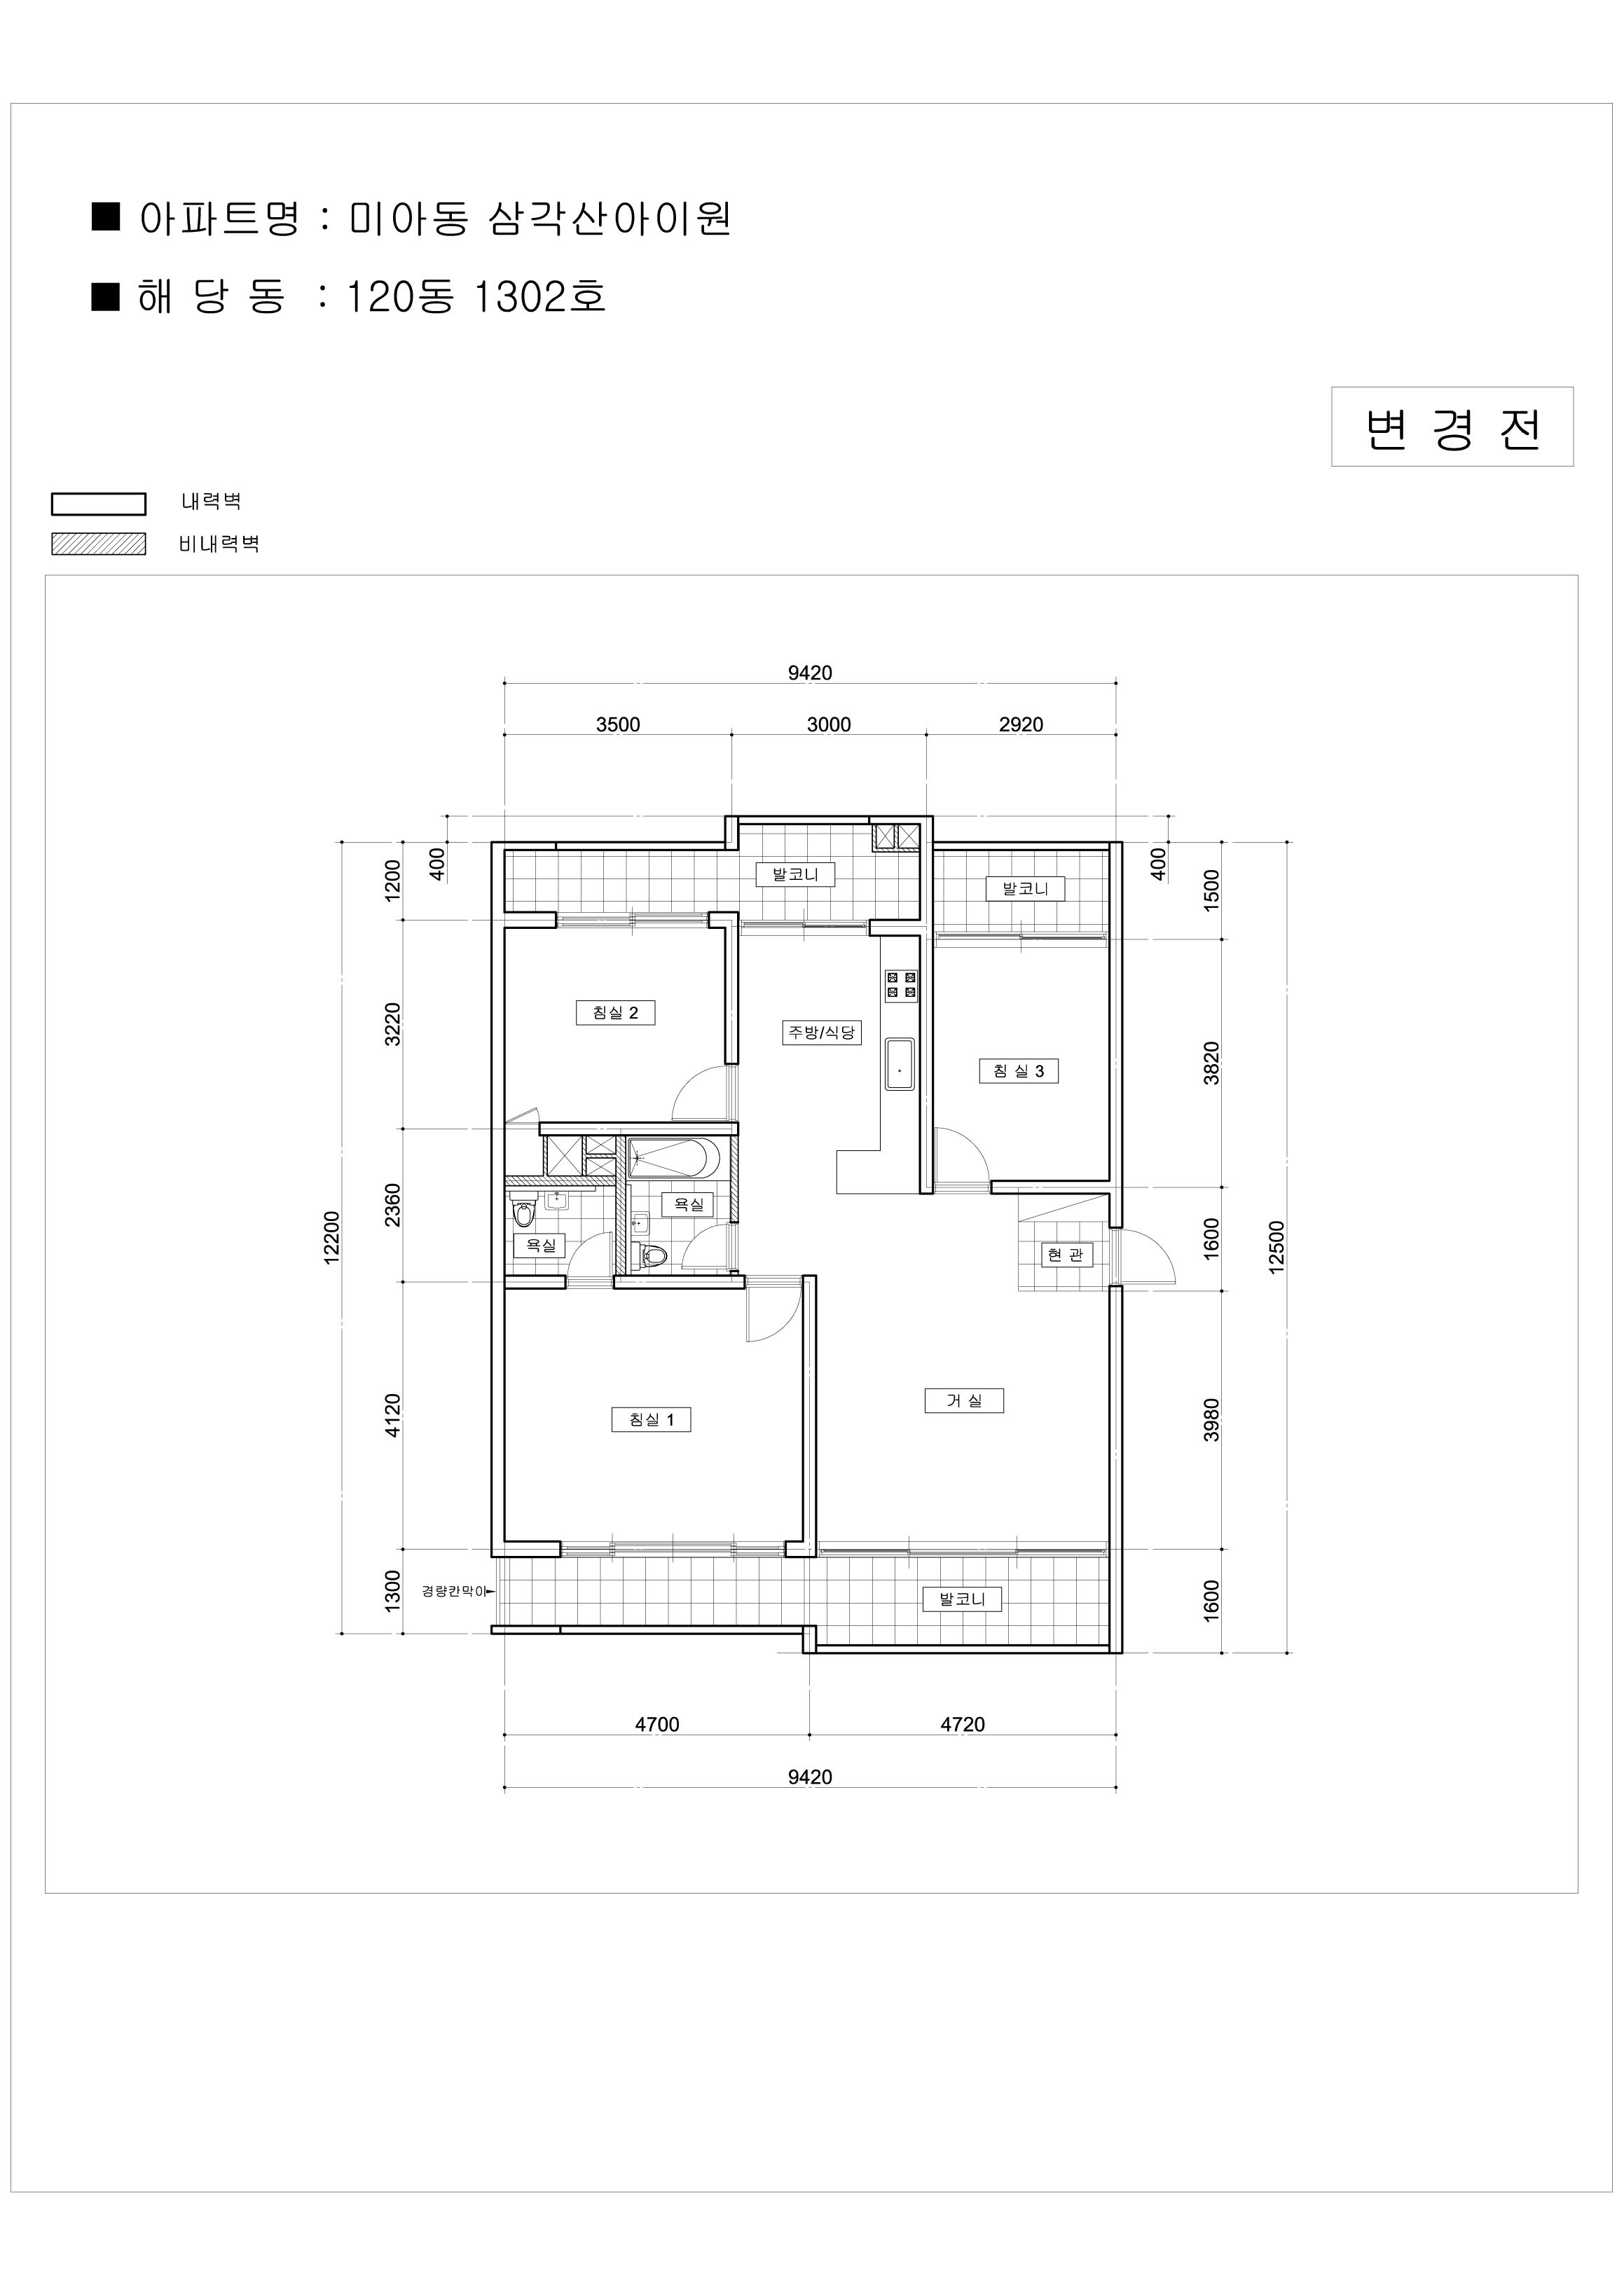 ■ 아파트명 : 미아동 삼각산아이원
■ 해 당 동 : 120동 1302호
변 경 전
내력벽
비내력벽
9420
3500 3000 2920
400
400
1200
1500
발코니
발코니
3220
3820
침실 2
주방/식당
침 실 3
12200
12500
2360
1600
욕실
욕실
현 관
4120
3980
거 실
침실 1
1300
1600
경량칸막이
발코니
4700 4720
9420